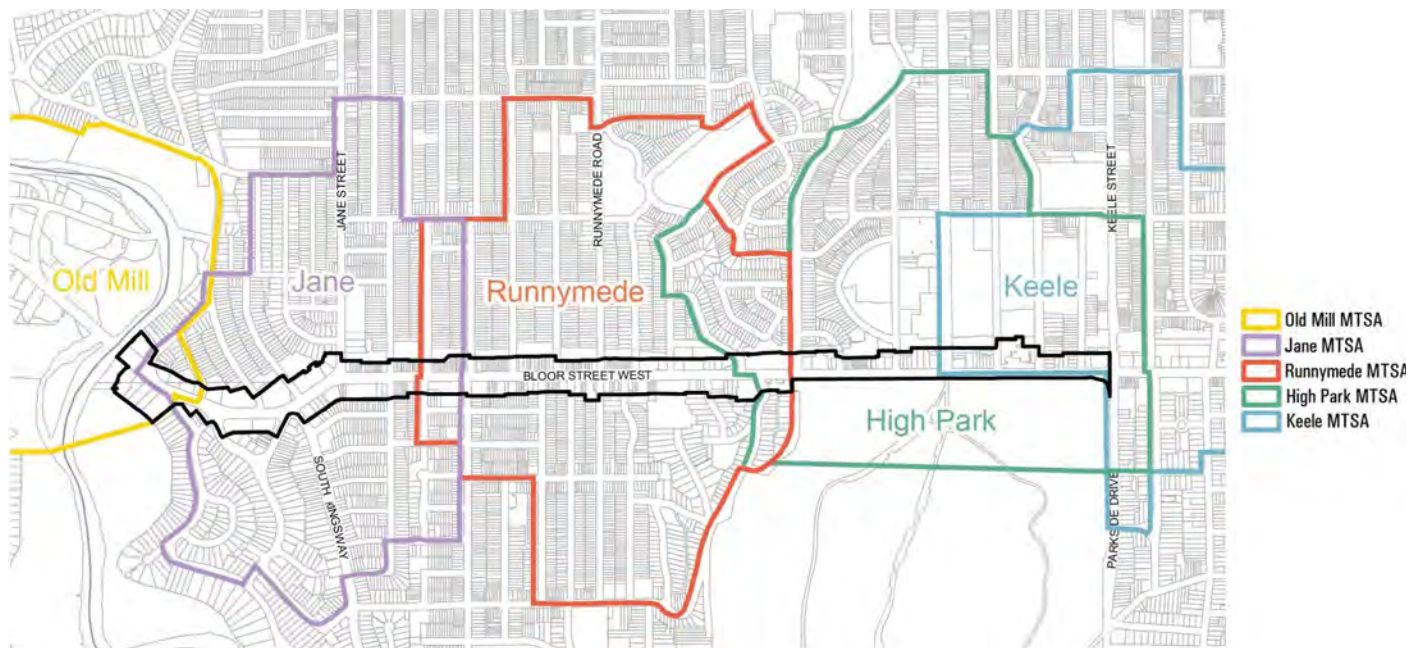 JANE STREET
RUNNYMEDE ROAD
KEELE STREET
Old Mill
Jane
Runnymede
Keele
BLOOR STREET WEST
High Park
SOUTH KINGSWAY
PARKSIDE DRIVE
Old Mill MTSA
Jane MTSA
Runnymede MTSA
High Park MTSA
Keele MTSA